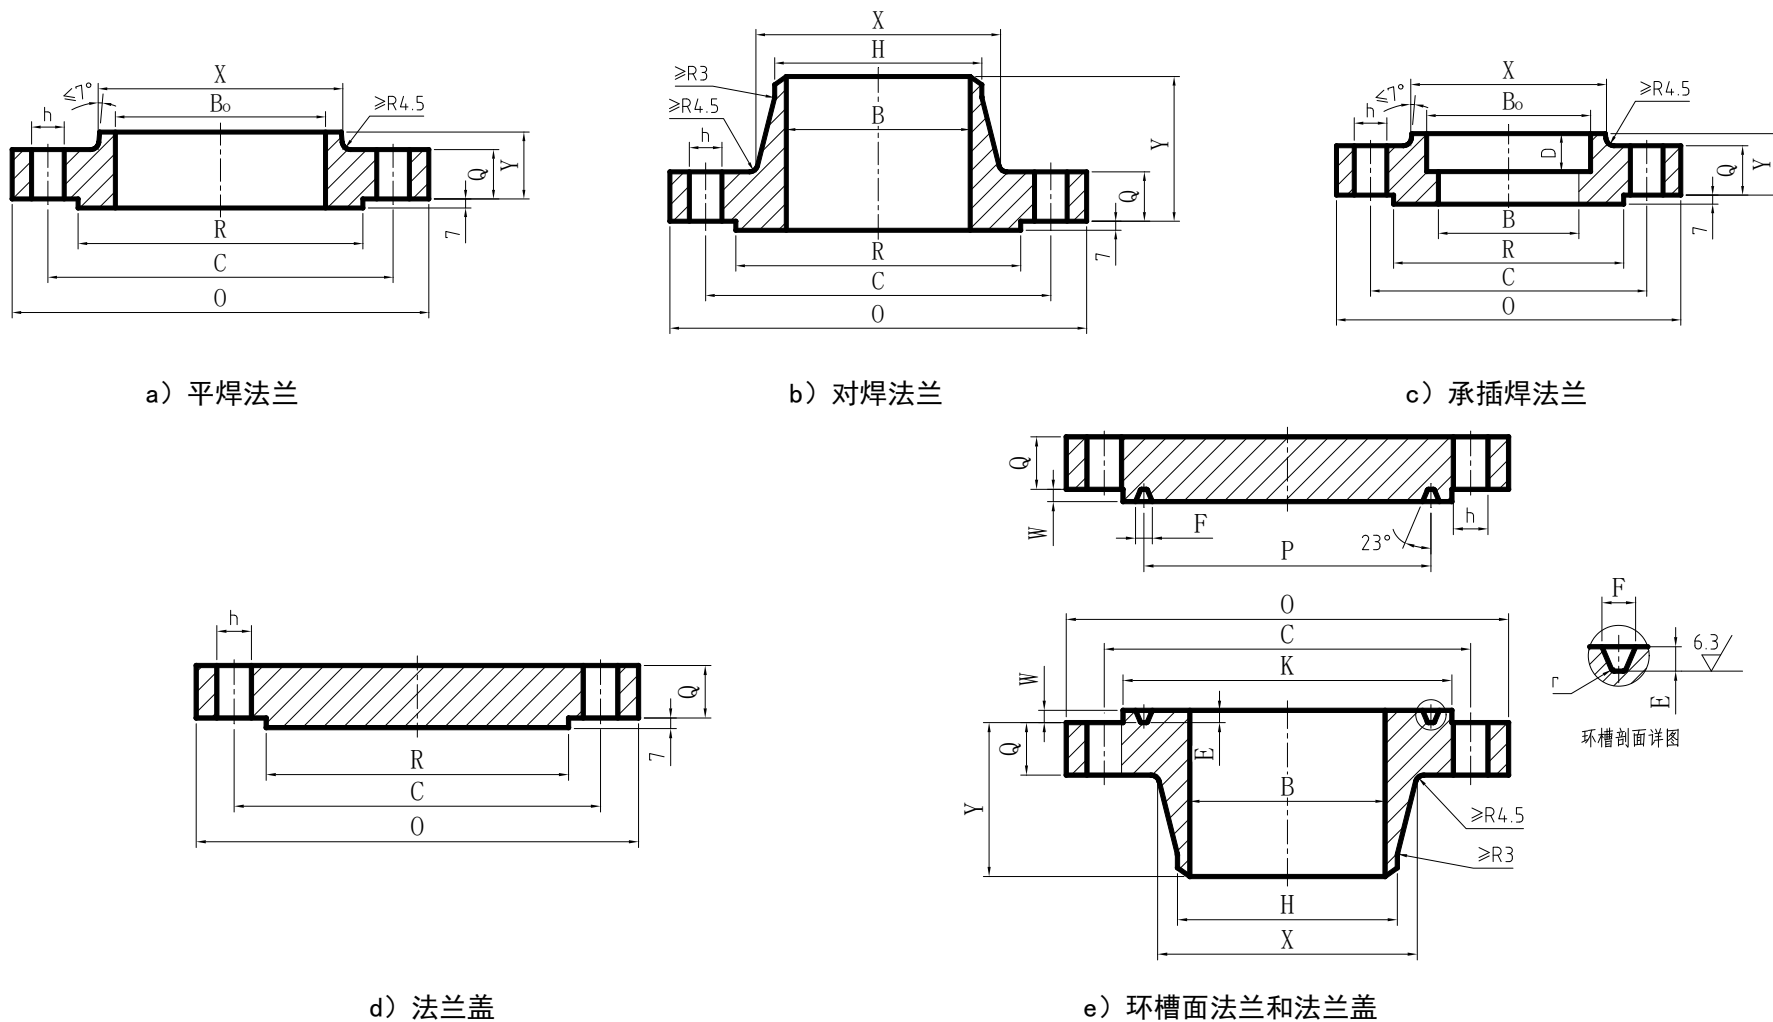 X
≤7°
B₀
h
≥R4.5
Q
Y
7
R
C
O
a）平焊法兰
X
H
≥R3
≥R4.5
h
B
Y
Q
7
R
C
O
b）对焊法兰
X
≤7°
B₀
h
≥R4.5
D
Q
Y
7
B
R
C
O
c）承插焊法兰
h
Q
7
R
C
O
d）法兰盖
Q
W
F
h
23°
P
O
C
K
W
Q
E
Y
B
≥R4.5
≥R3
H
X
F
6.3
r
E
环槽剖面详图
e）环槽面法兰和法兰盖